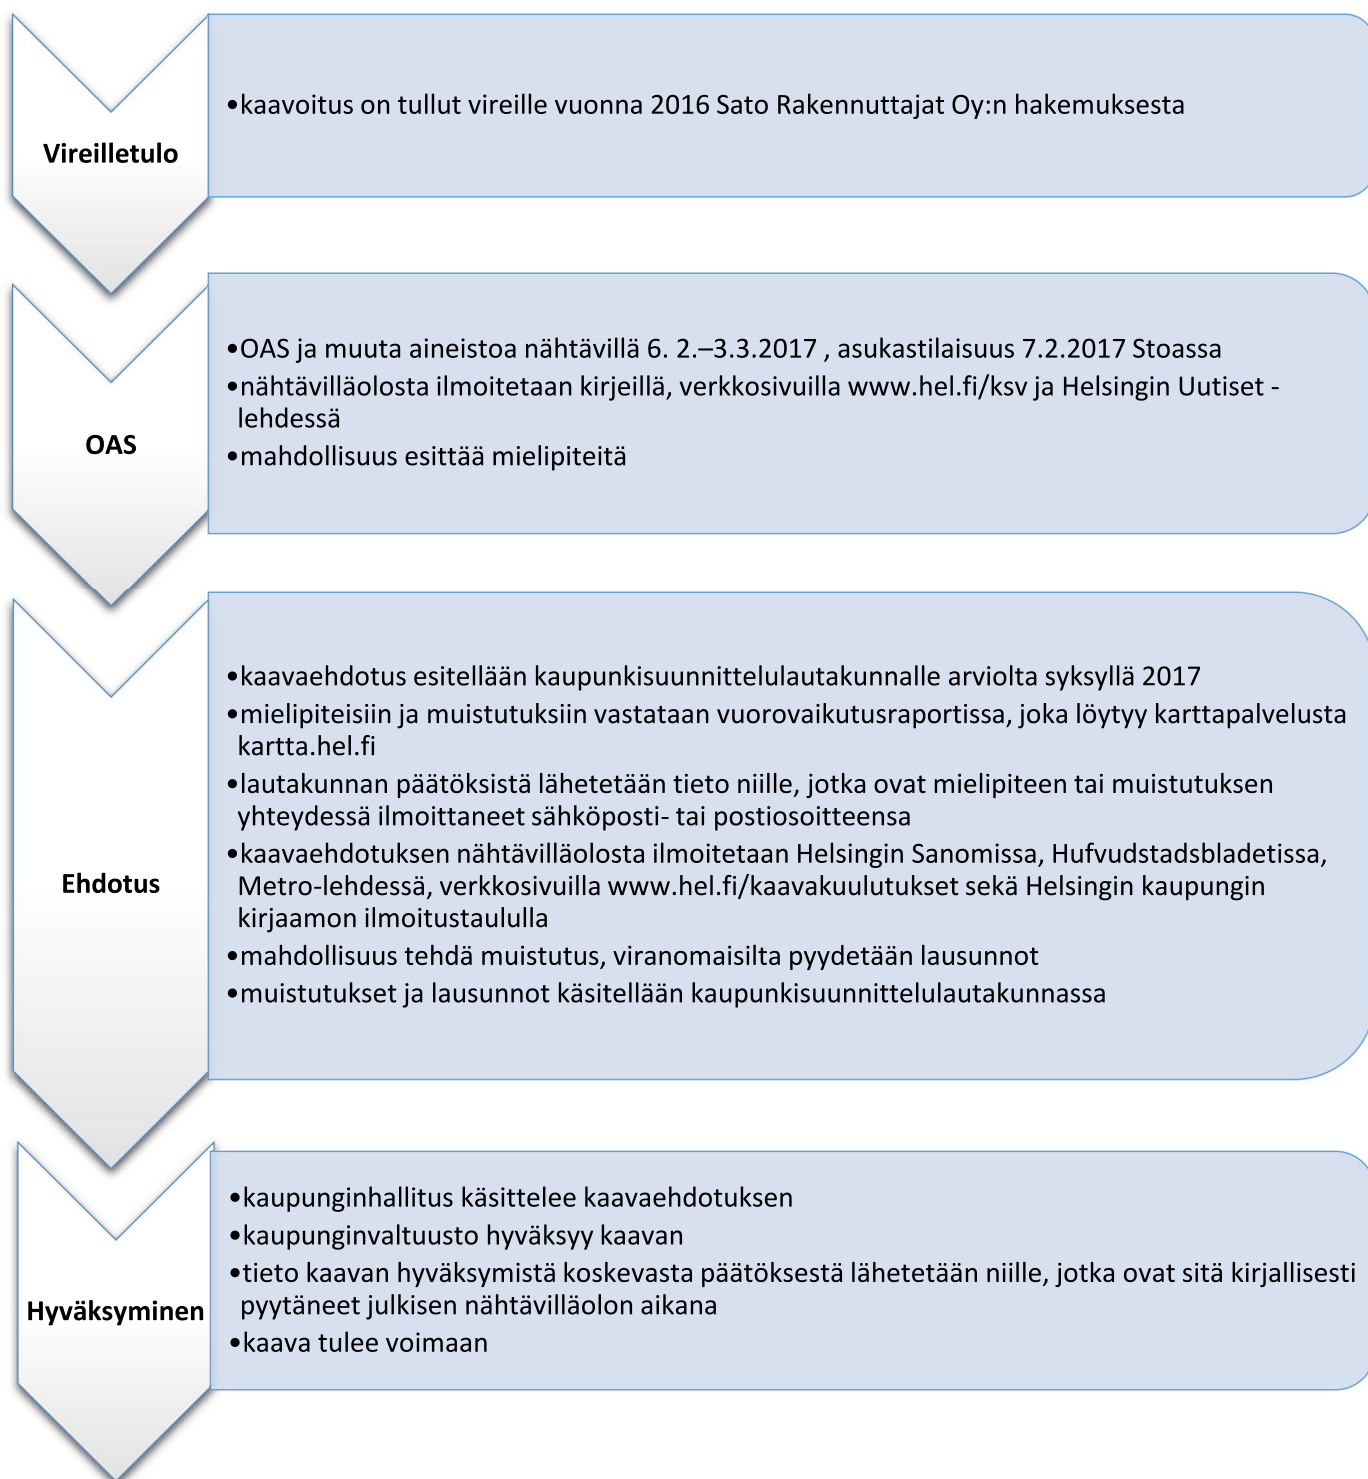 Virelletulo
•kaavoitus on tullut vireille vuonna 2016 Sato Rakennuttajat Oy:n hakemuksesta
OAS
•OAS ja muuta aineistoa nähtävillä 6. 2.–3.3.2017 , asukastilaisuus 7.2.2017 Stoassa
•nähtävilläolosta ilmoitetaan kirjeillä, verkkosivuilla www.hel.fi/ksv ja Helsingin Uutiset -
lehdessä
•mahdollisuus esittää mielipiteitä
Ehdotus
•kaavaehdotus esitellään kaupunkisuunnittelulautakunnalle arviolta syksyllä 2017
•mielipiteisiin ja muistutuksiin vastataan vuorovaikutusraportissa, joka löytyy karttapalvelusta
kartta.hel.fi
•lautakunnan päätöksistä lähetetään tieto niille, jotka ovat mielipiteen tai muistutuksen
yhteydessä ilmoittaneet sähköposti- tai postiosoitteensa
•kaavaehdotuksen nähtävilläolosta ilmoitetaan Helsingin Sanomissa, Hufvudstadsbladetissa,
Metro-lehdessä, verkkosivuilla www.hel.fi/kaavakuulutukset sekä Helsingin kaupungin
kirjaamon ilmoitustaululla
•mahdollisuus tehdä muistutus, viranomaisilta pyydetään lausunnot
•muistutukset ja lausunnot käsitellään kaupunkisuunnittelulautakunnassa
Hyväksyminen
•kaupunginhallitus käsittelee kaavaehdotuksen
•kaupunginvaltuusto hyväksyy kaavan
•tieto kaavan hyväksymistä koskevasta päätöksestä lähetetään niille, jotka ovat sitä kirjallisesti
pyytäneet julkisen nähtävilläolon aikana
•kaava tulee voimaan